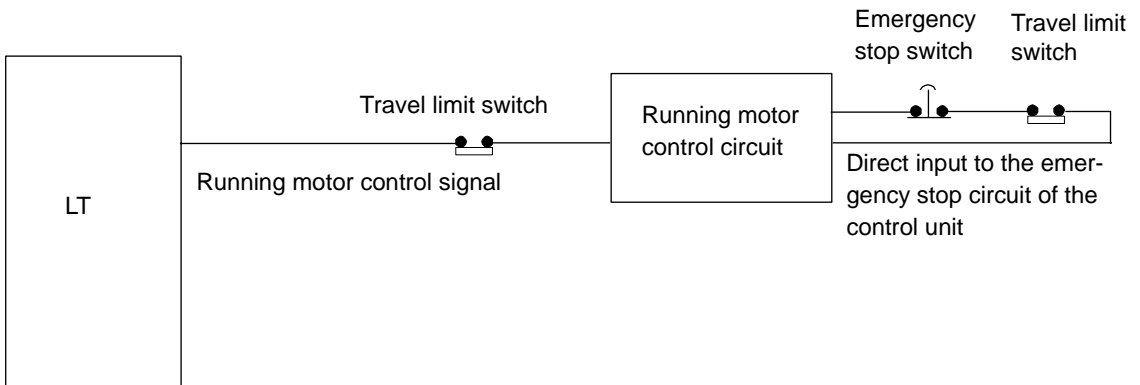 Emergency
stop switch
Travel limit
switch
Travel limit switch
Running motor
control circuit
Running motor control signal
Direct input to the emer-
gency stop circuit of the
control unit
LT